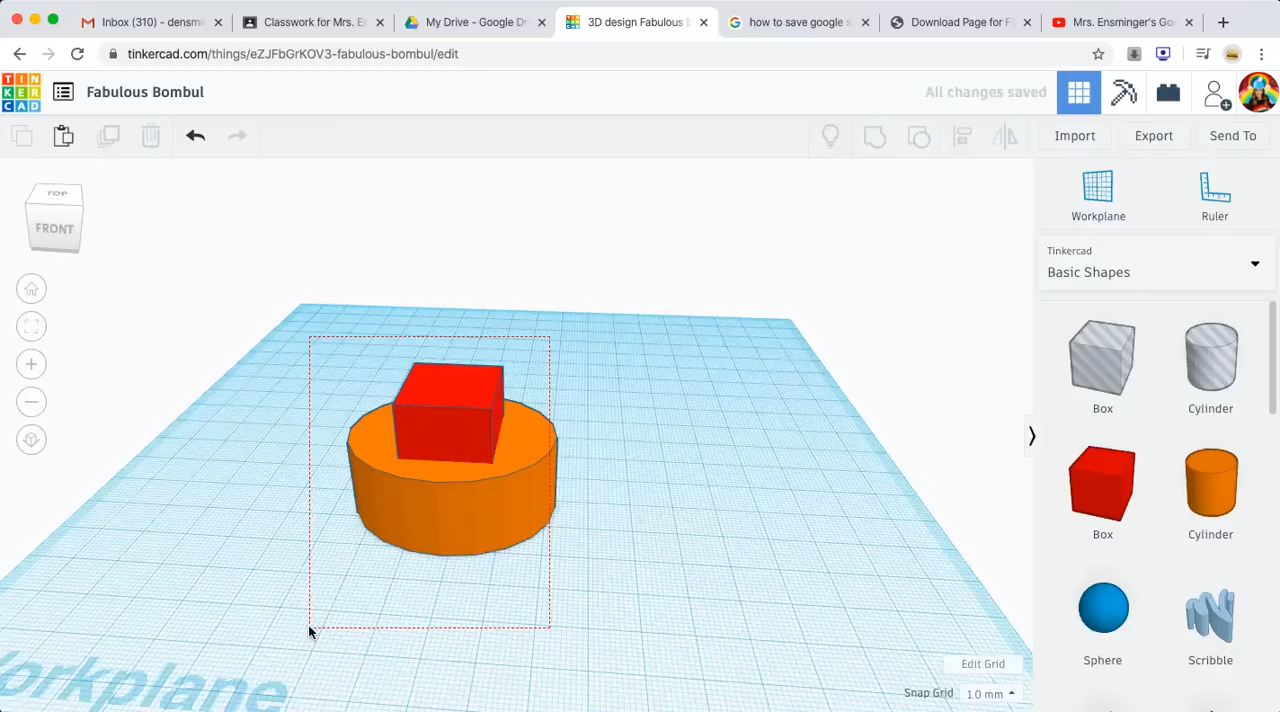 Inbox (310) - densmi
Classwork for Mrs. E
My Drive - Google Dr
3D design Fabulous B
how to save google s
Download Page for Fi
Mrs. Ensminger's Go
tinkercad.com/things/eZJFbGrKOV3-fabulous-bombul/edit
TIN
KER
CAD
Fabulous Bombul
All changes saved
Import
Export
Send To
TOP
FRONT
Workplane
Ruler
Tinkercad
Basic Shapes
Box
Cylinder
Box
Cylinder
Sphere
Scribble
orkplane
Edit Grid
Snap Grid
1.0 mm